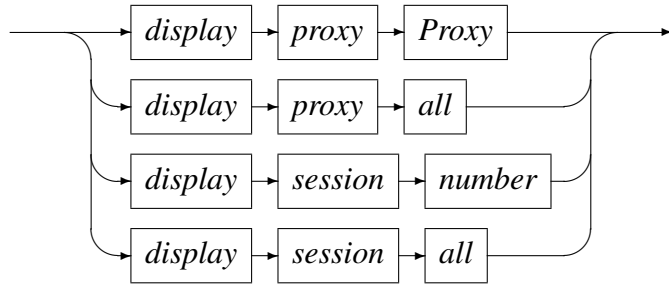 display proxy Proxy
display proxy all
display session number
display session all